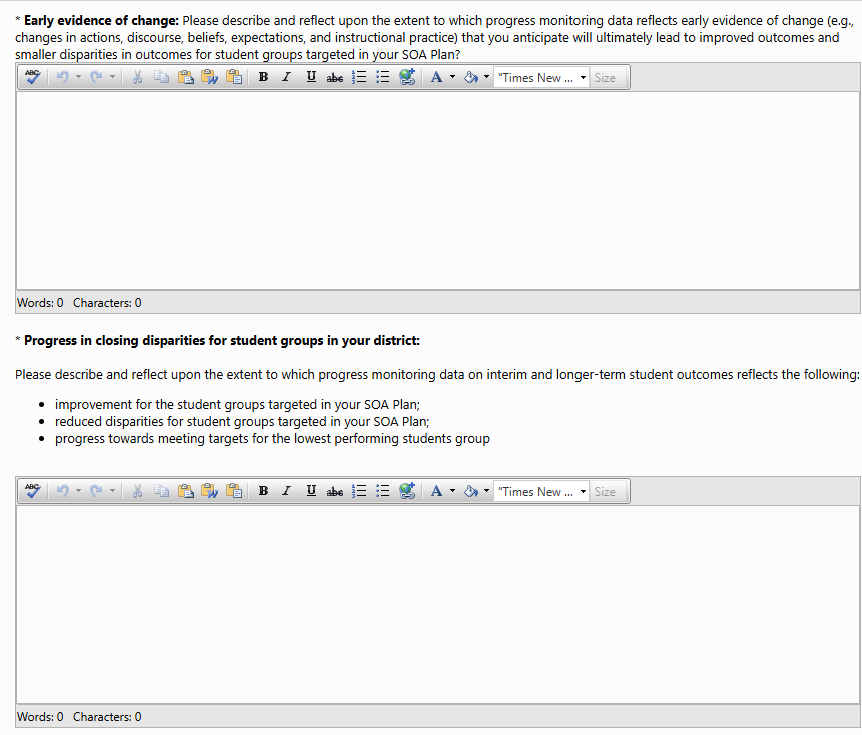 * Early evidence of change: Please describe and reflect upon the extent to which progress monitoring data reflects early evidence of change (e.g.,
changes in actions, discourse, beliefs, expectations, and instructional practice) that you anticipate will ultimately lead to improved outcomes and
smaller disparities in outcomes for student groups targeted in your SOA Plan?
ABC B I U abc A "Times New ... Size
Words: 0 Characters: 0
* Progress in closing disparities for student groups in your district:
Please describe and reflect upon the extent to which progress monitoring data on interim and longer-term student outcomes reflects the following:
• improvement for the student groups targeted in your SOA Plan;
• reduced disparities for student groups targeted in your SOA Plan;
• progress towards meeting targets for the lowest performing students group
ABC B I U abc A "Times New ... Size
Words: 0 Characters: 0